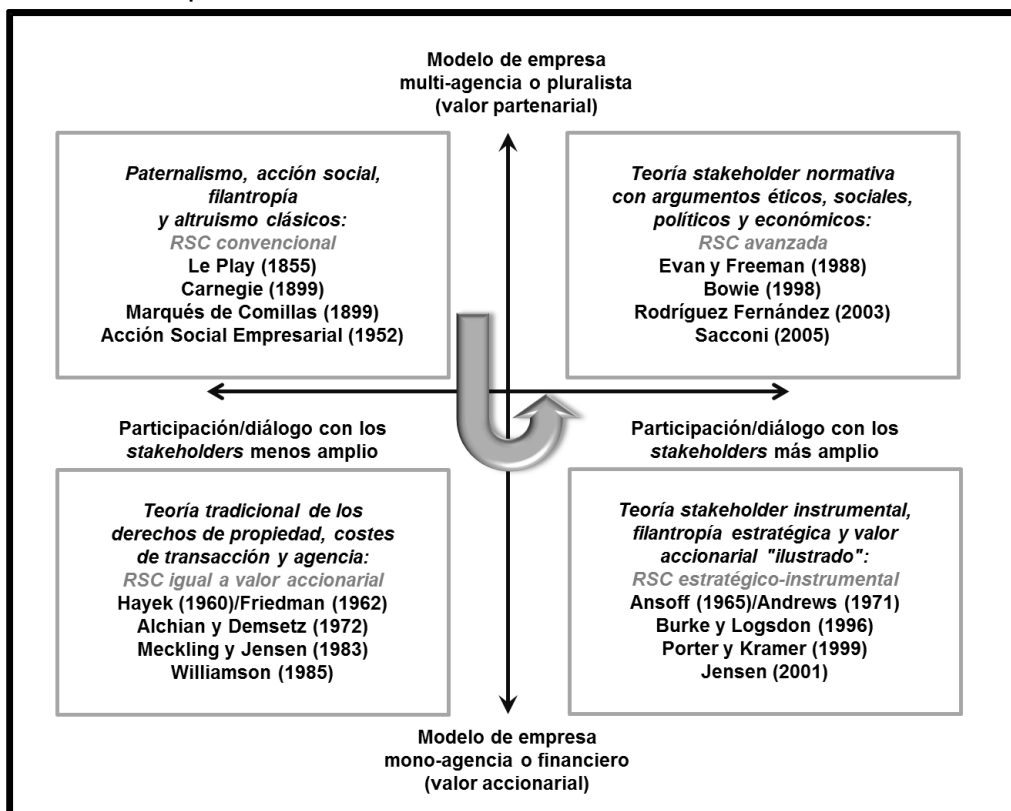 Modelo de empresa
multi-agencia o pluralista
(valor partenarial)
Paternalismo, acción social,
filantropía
y altruismo clásicos:
RSC convencional
Le Play (1855)
Carnegie (1899)
Marqués de Comillas (1899)
Acción Social Empresarial (1952)
Teoría stakeholder normativa
con argumentos éticos, sociales,
políticos y económicos:
RSC avanzada
Evan y Freeman (1988)
Bowie (1998)
Rodríguez Fernández (2003)
Sacconi (2005)
Participación/diálogo con los
stakeholders menos amplio
Participación/diálogo con los
stakeholders más amplio
Teoría tradicional de los
derechos de propiedad, costes
de transacción y agencia:
RSC igual a valor accionarial
Hayek (1960)/Friedman (1962)
Alchian y Demsetz (1972)
Meckling y Jensen (1983)
Williamson (1985)
Teoría stakeholder instrumental,
filantropía estratégica y valor
accionarial "ilustrado":
RSC estratégico-instrumental
Ansoff (1965)/Andrews (1971)
Burke y Logsdon (1996)
Porter y Kramer (1999)
Jensen (2001)
Modelo de empresa
mono-agencia o financiero
(valor accionarial)